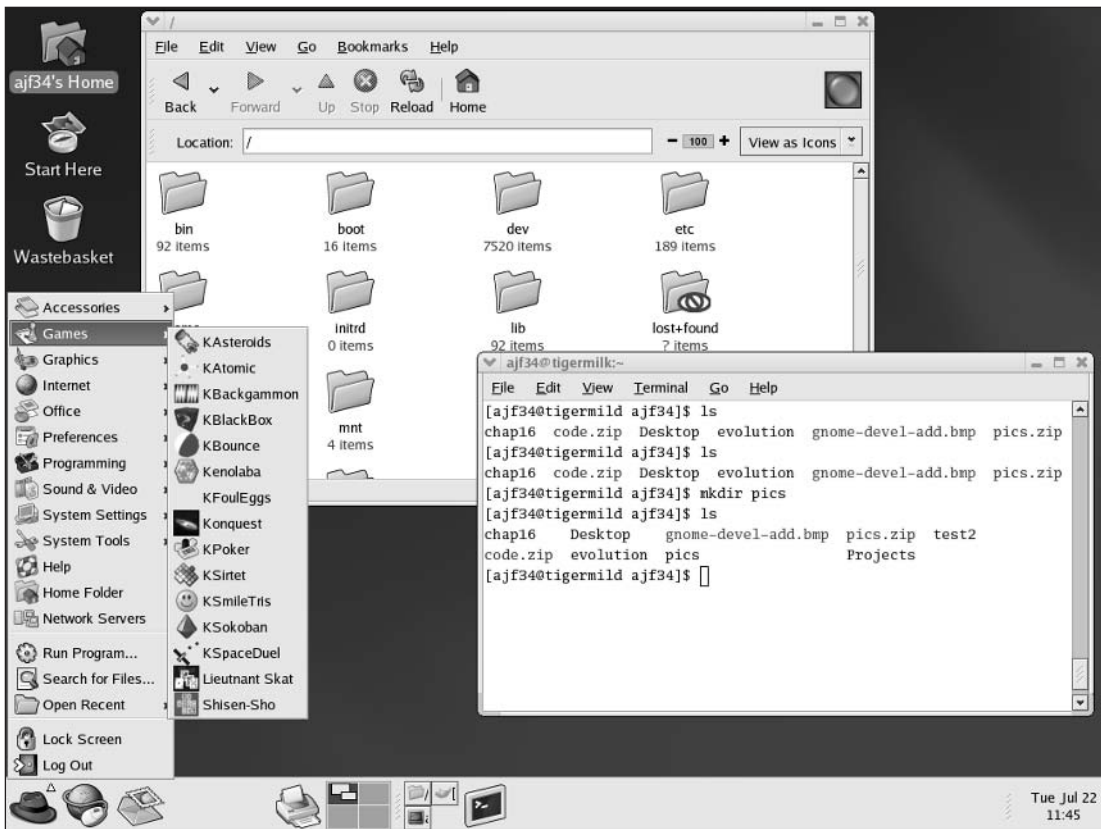 ajf34's Home
Start Here
Wastebasket
/
File Edit View Go Bookmarks Help
Back Forward Up Stop Reload Home
Location: / 100 View as Icons
bin boot dev etc
92 items 16 items 7520 items 189 items
initrd lib lost+found
0 items 92 items ? items
mnt
4 items
Accessories
Games
Graphics
Internet
Office
Preferences
Programming
Sound & Video
System Settings
System Tools
Help
Home Folder
Network Servers
Run Program...
Search for Files...
Open Recent
Lock Screen
Log Out
KAsteroids
KAtomic
KBackgammon
KBlackBox
KBounce
Kenolaba
KFoulEggs
Konquest
KPoker
KSirtet
KSmileTris
KSokoban
KSpaceDuel
Lieutnant Skat
Shisen-Sho
ajf34@tigermilk:~
File Edit View Terminal Go Help
[ajf34@tigermild ajf34]$ ls
chap16 code.zip Desktop evolution gnome-devel-add.bmp pics.zip
[ajf34@tigermild ajf34]$ ls
chap16 code.zip Desktop evolution gnome-devel-add.bmp pics.zip
[ajf34@tigermild ajf34]$ mkdir pics
[ajf34@tigermild ajf34]$ ls
chap16 Desktop gnome-devel-add.bmp pics.zip test2
code.zip evolution pics Projects
[ajf34@tigermild ajf34]$
Tue Jul 22
11:45